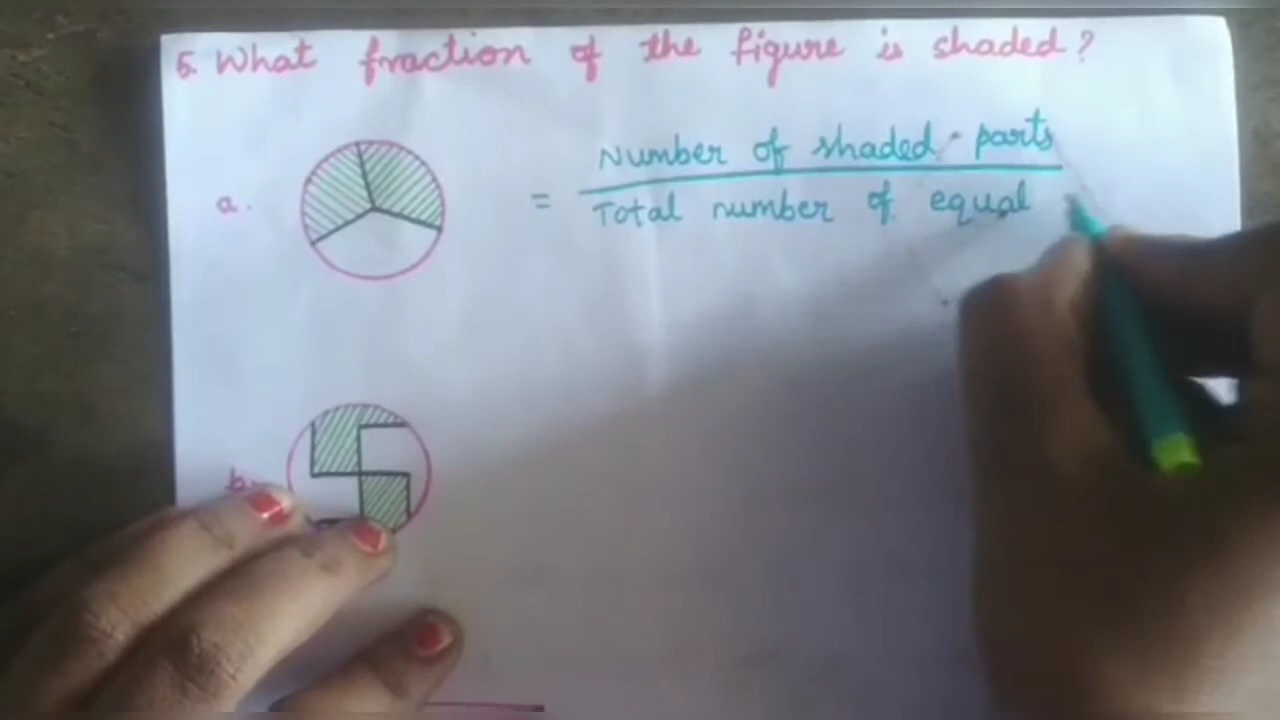 5. What fraction of the figure is shaded?
a.
= Number of shaded parts
Total number of equal
b.